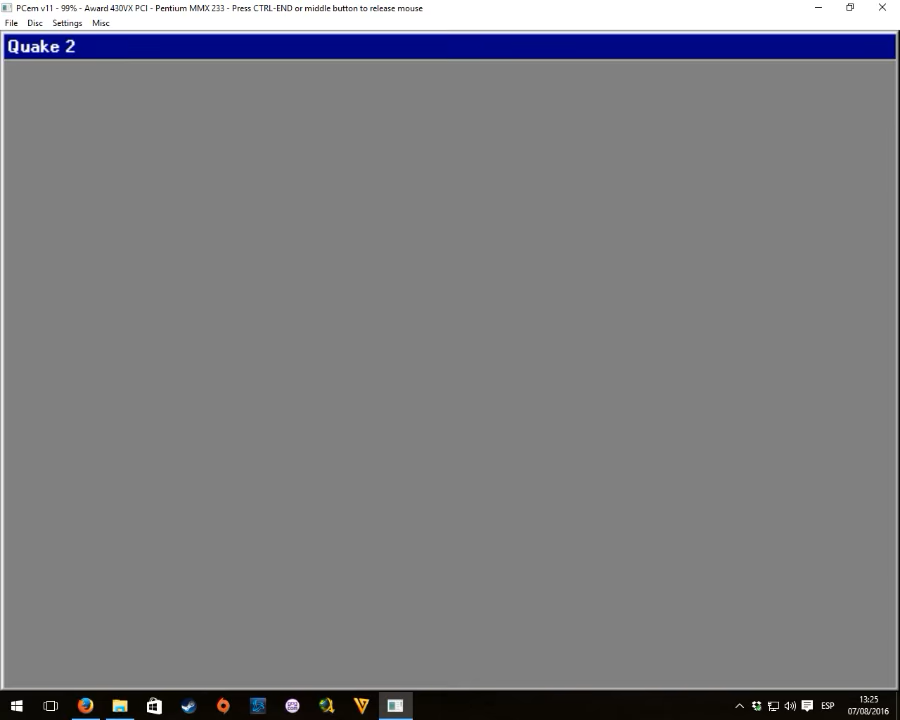 PCem v11 - 99% - Award 430VX PCI - Pentium MMX 233 - Press CTRL-END or middle button to release mouse
File Disc Settings Misc
Quake 2
ESP
13:25
07/08/2016